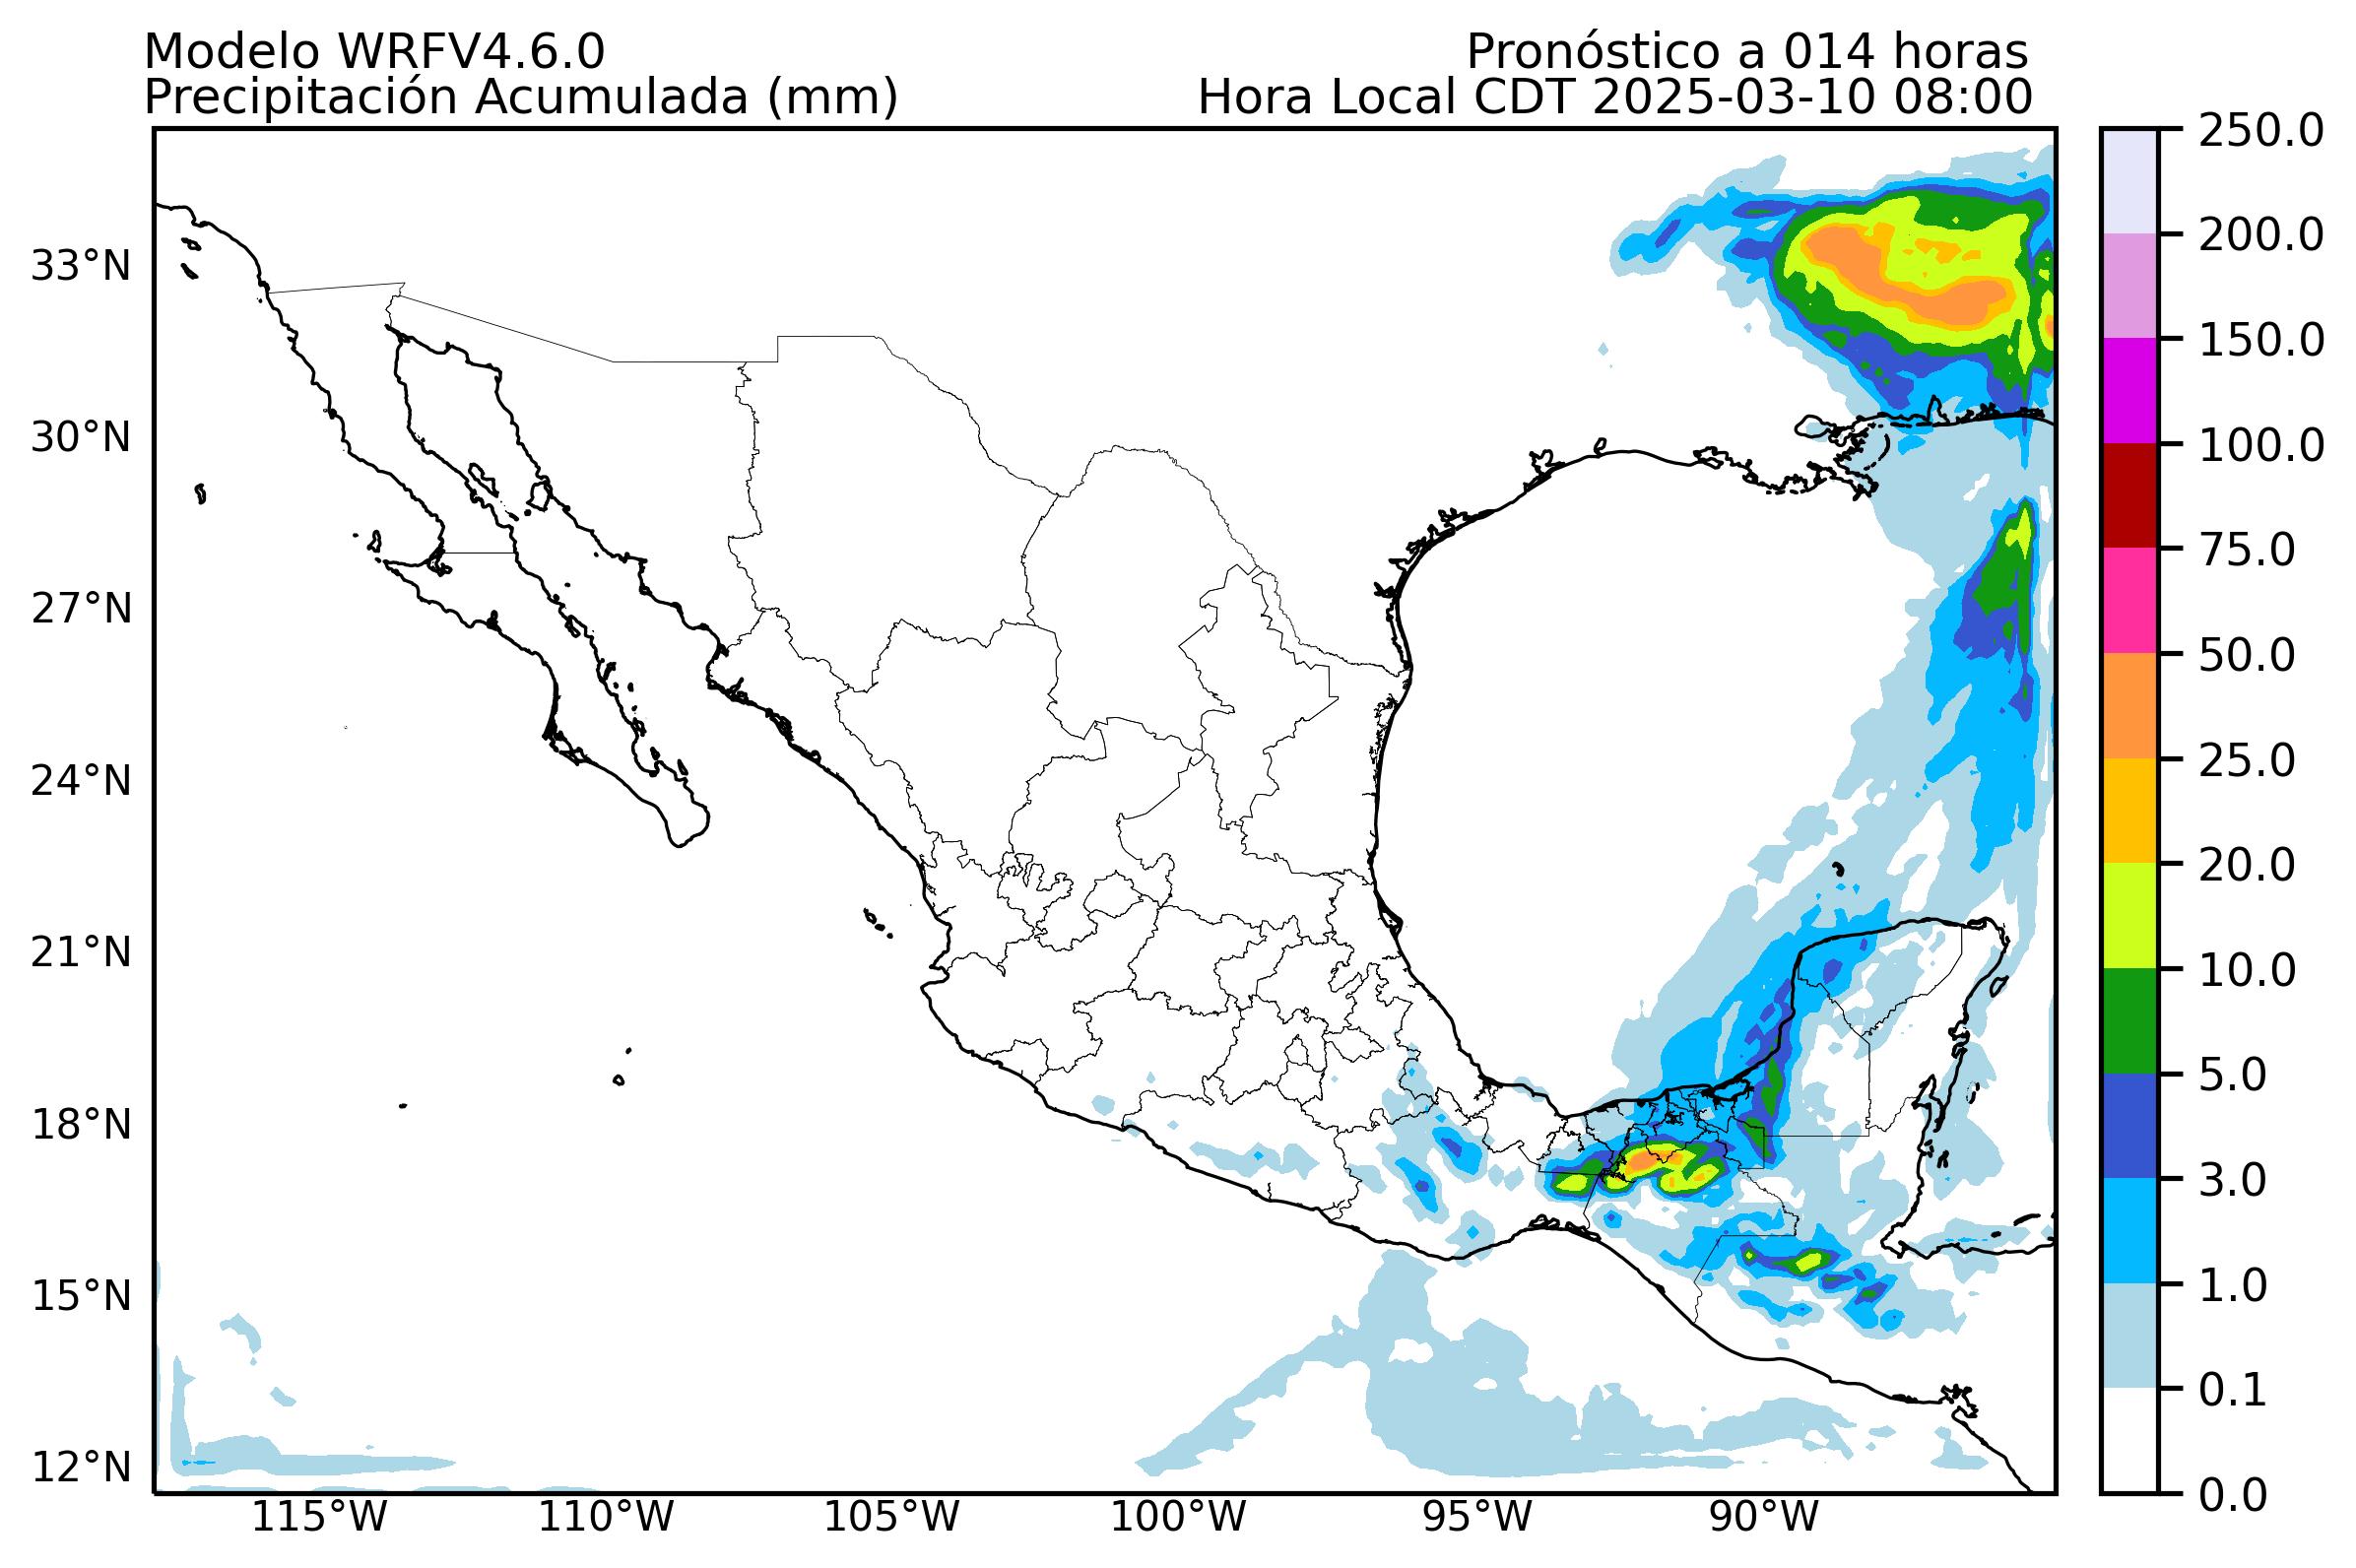 Modelo WRFV4.6.0
Pronóstico a 014 horas
Precipitación Acumulada (mm)
Hora Local CDT 2025-03-10 08:00
33°N
30°N
27°N
24°N
21°N
18°N
15°N
12°N
115°W
110°W
105°W
100°W
95°W
90°W
250.0
200.0
150.0
100.0
75.0
50.0
25.0
20.0
10.0
5.0
3.0
1.0
0.1
0.0